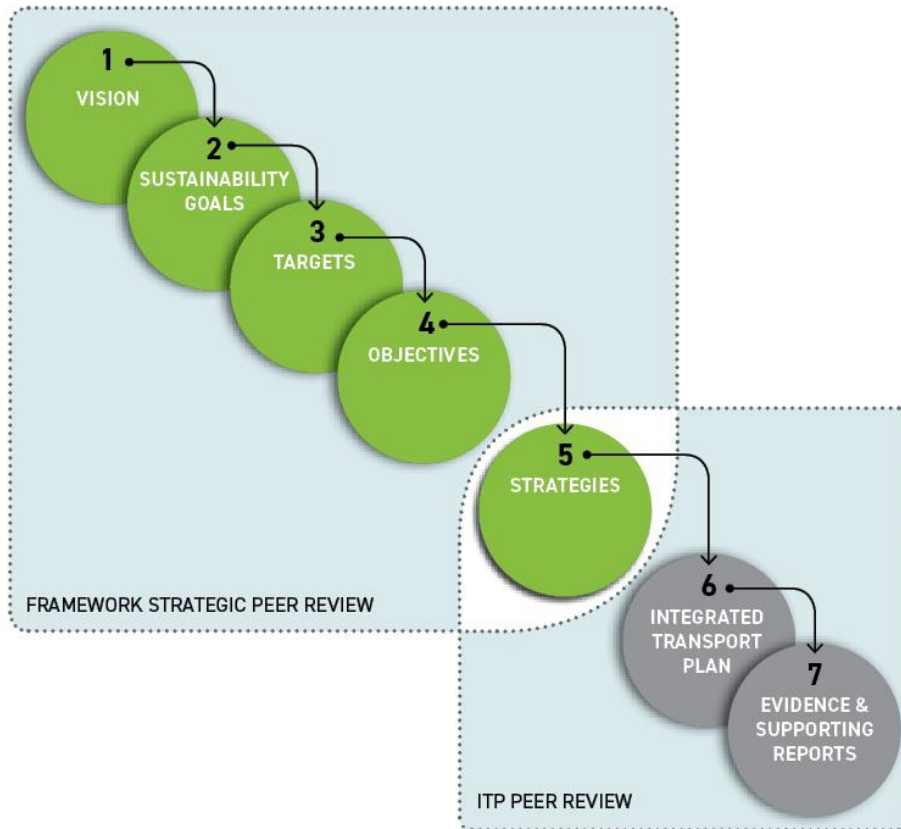 1
VISION
2
SUSTAINABILITY
GOALS
3
TARGETS
4
OBJECTIVES
5
STRATEGIES
FRAMEWORK STRATEGIC PEER REVIEW
6
INTEGRATED
TRANSPORT
PLAN
7
EVIDENCE &
SUPPORTING
REPORTS
ITP PEER REVIEW